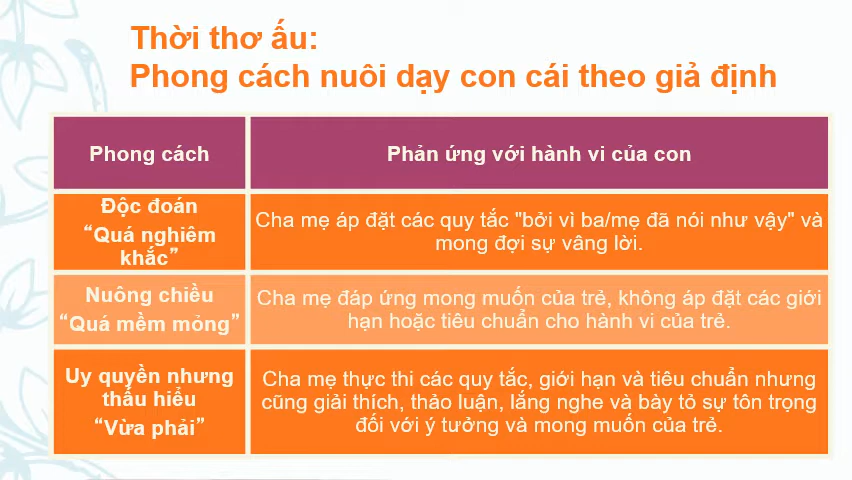 Thời thơ ấu:
Phong cách nuôi dạy con cái theo giả định
Phong cách
Phản ứng với hành vi của con
Độc đoán
“Quá nghiêm
khắc”
Cha mẹ áp đặt các quy tắc "bởi vì ba/mẹ đã nói như vậy" và
mong đợi sự vâng lời.
Nuông chiều
“Quá mềm mỏng”
Cha mẹ đáp ứng mong muốn của trẻ, không áp đặt các giới
hạn hoặc tiêu chuẩn cho hành vi của trẻ.
Uy quyền nhưng
thấu hiểu
“Vừa phải”
Cha mẹ thực thi các quy tắc, giới hạn và tiêu chuẩn nhưng
cũng giải thích, thảo luận, lắng nghe và bày tỏ sự tôn trọng
đối với ý tưởng và mong muốn của trẻ.